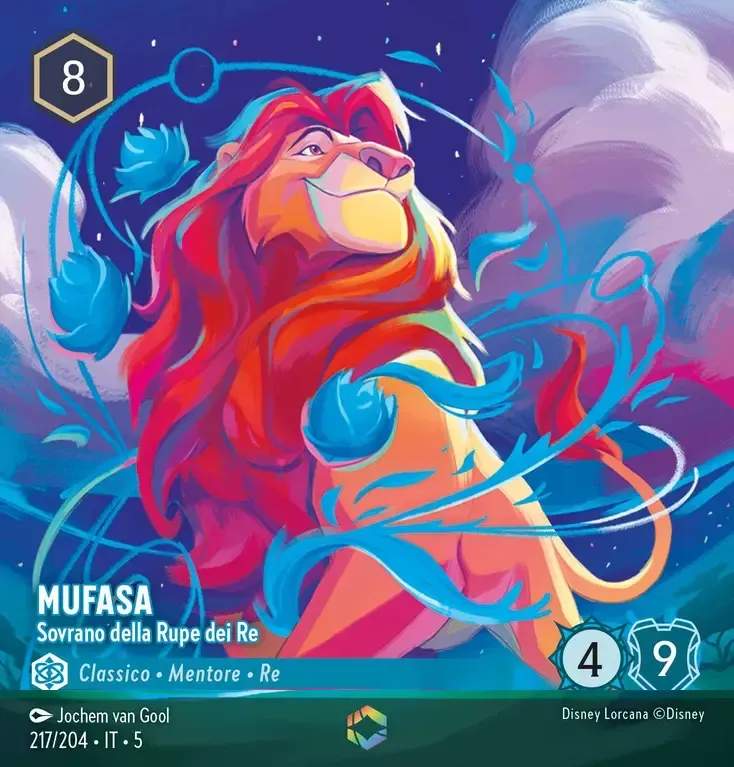 8
MUFASA
Sovrano della Rupe dei Re
Classico • Mentore • Re
4
9
Jochem van Gool
Disney Lorcana ©Disney
217/204 • IT • 5